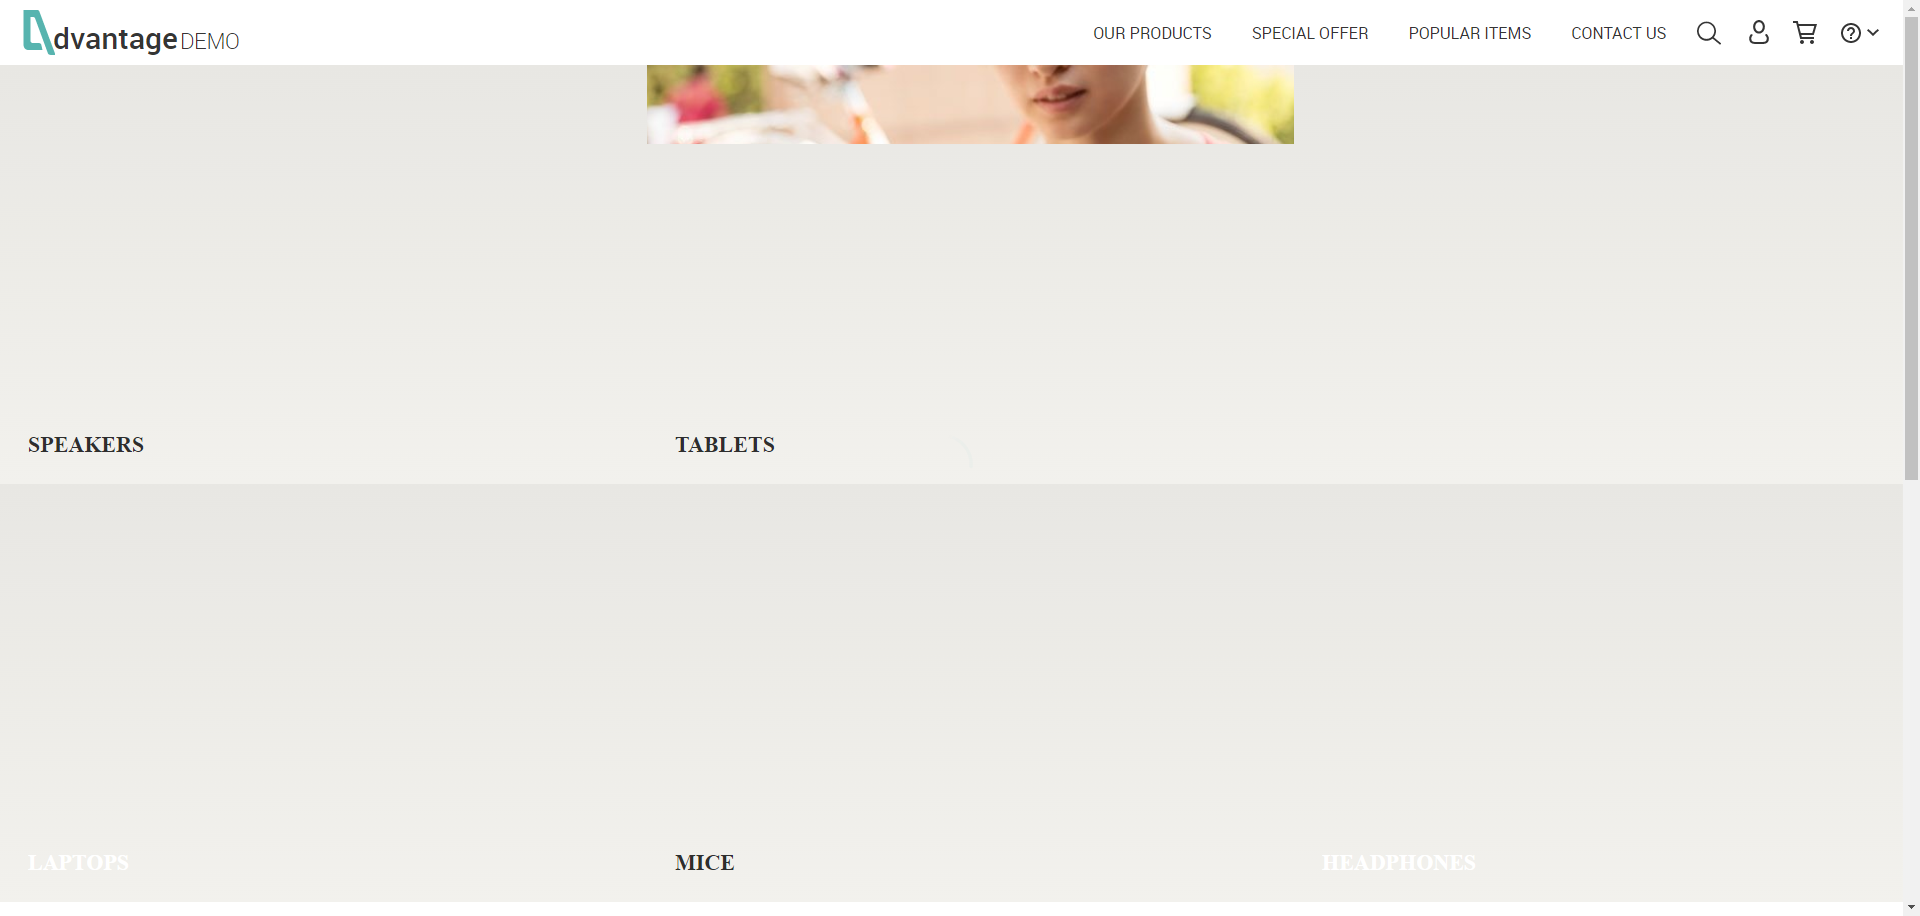 dvantage DEMO
OUR PRODUCTS SPECIAL OFFER POPULAR ITEMS CONTACT US
SPEAKERS TABLETS
LAPTOPS MICE HEADPHONES